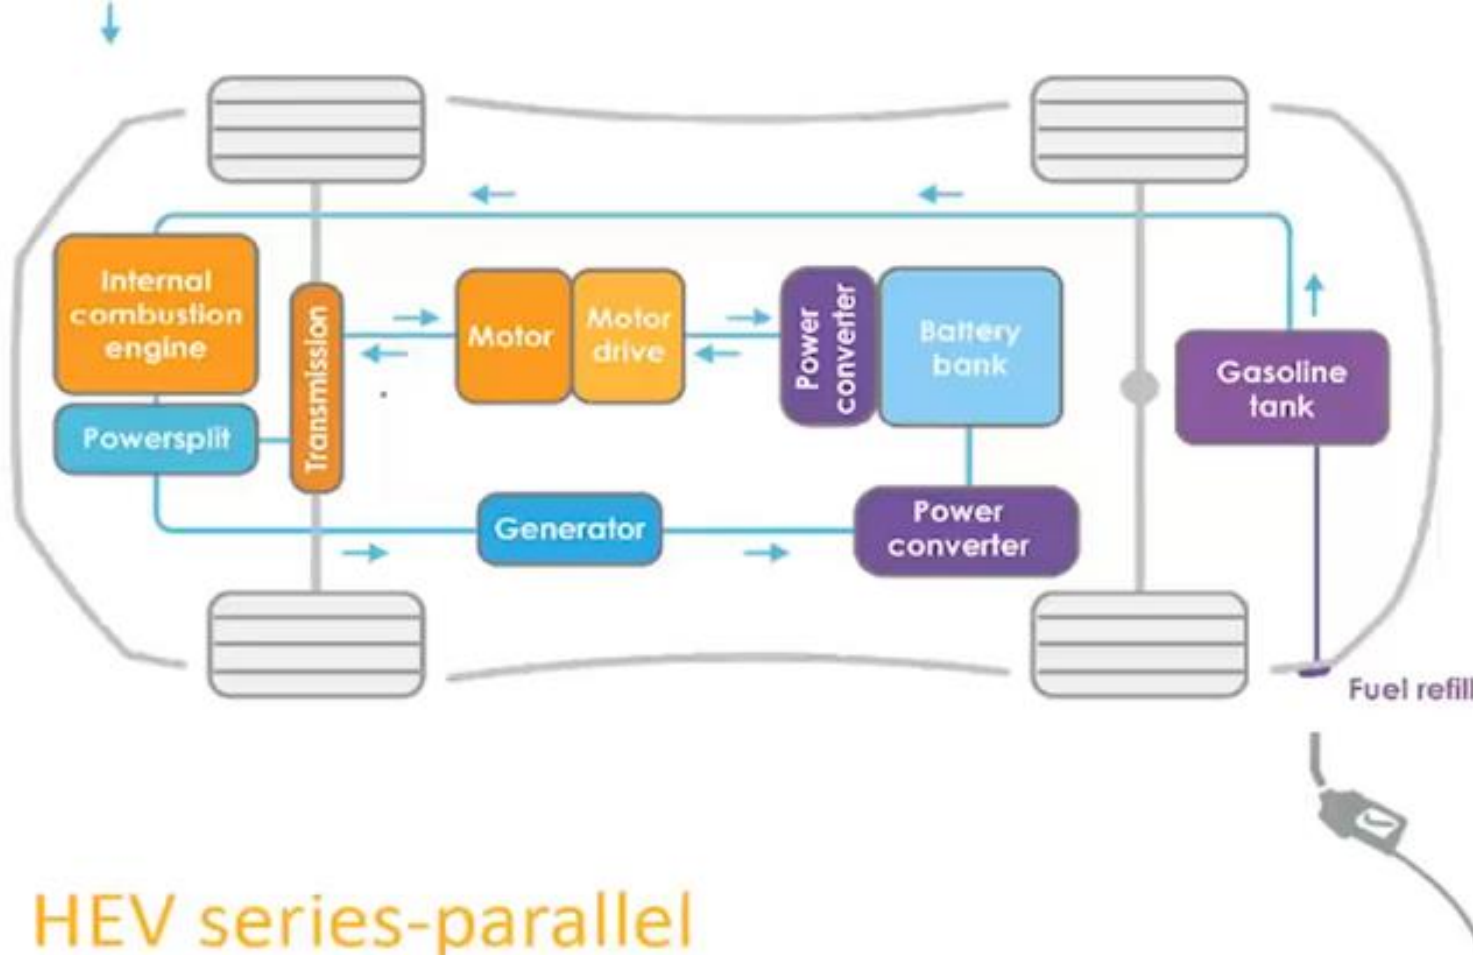 Internal
combustion
engine
Powersplit
Transmission
Motor
Motor
drive
Power
converter
Battery
bank
Gasoline
tank
Generator
Power
converter
Fuel refill
HEV series-parallel